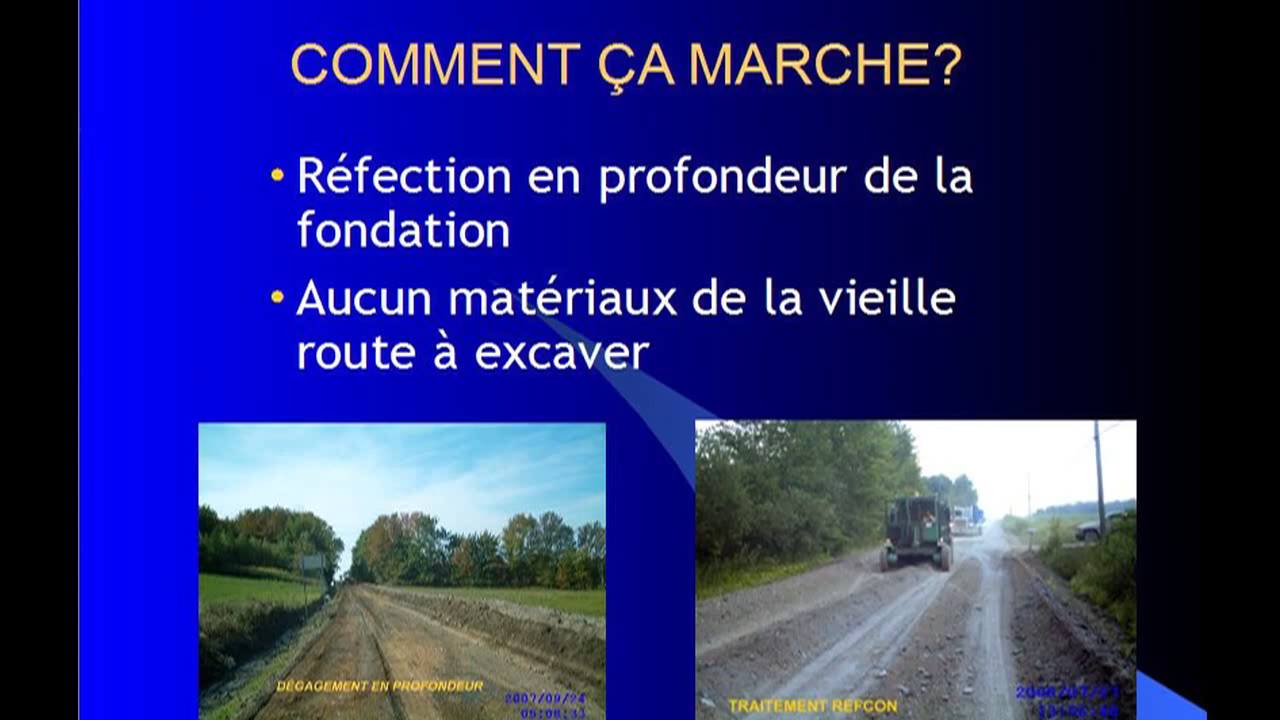 COMMENT ÇA MARCHE?
• Réfection en profondeur de la
fondation
• Aucun matériaux de la vieille
route à excaver
DÉGAGEMENT EN PROFONDEUR
2007/09/24
TRAITEMENT REFCON